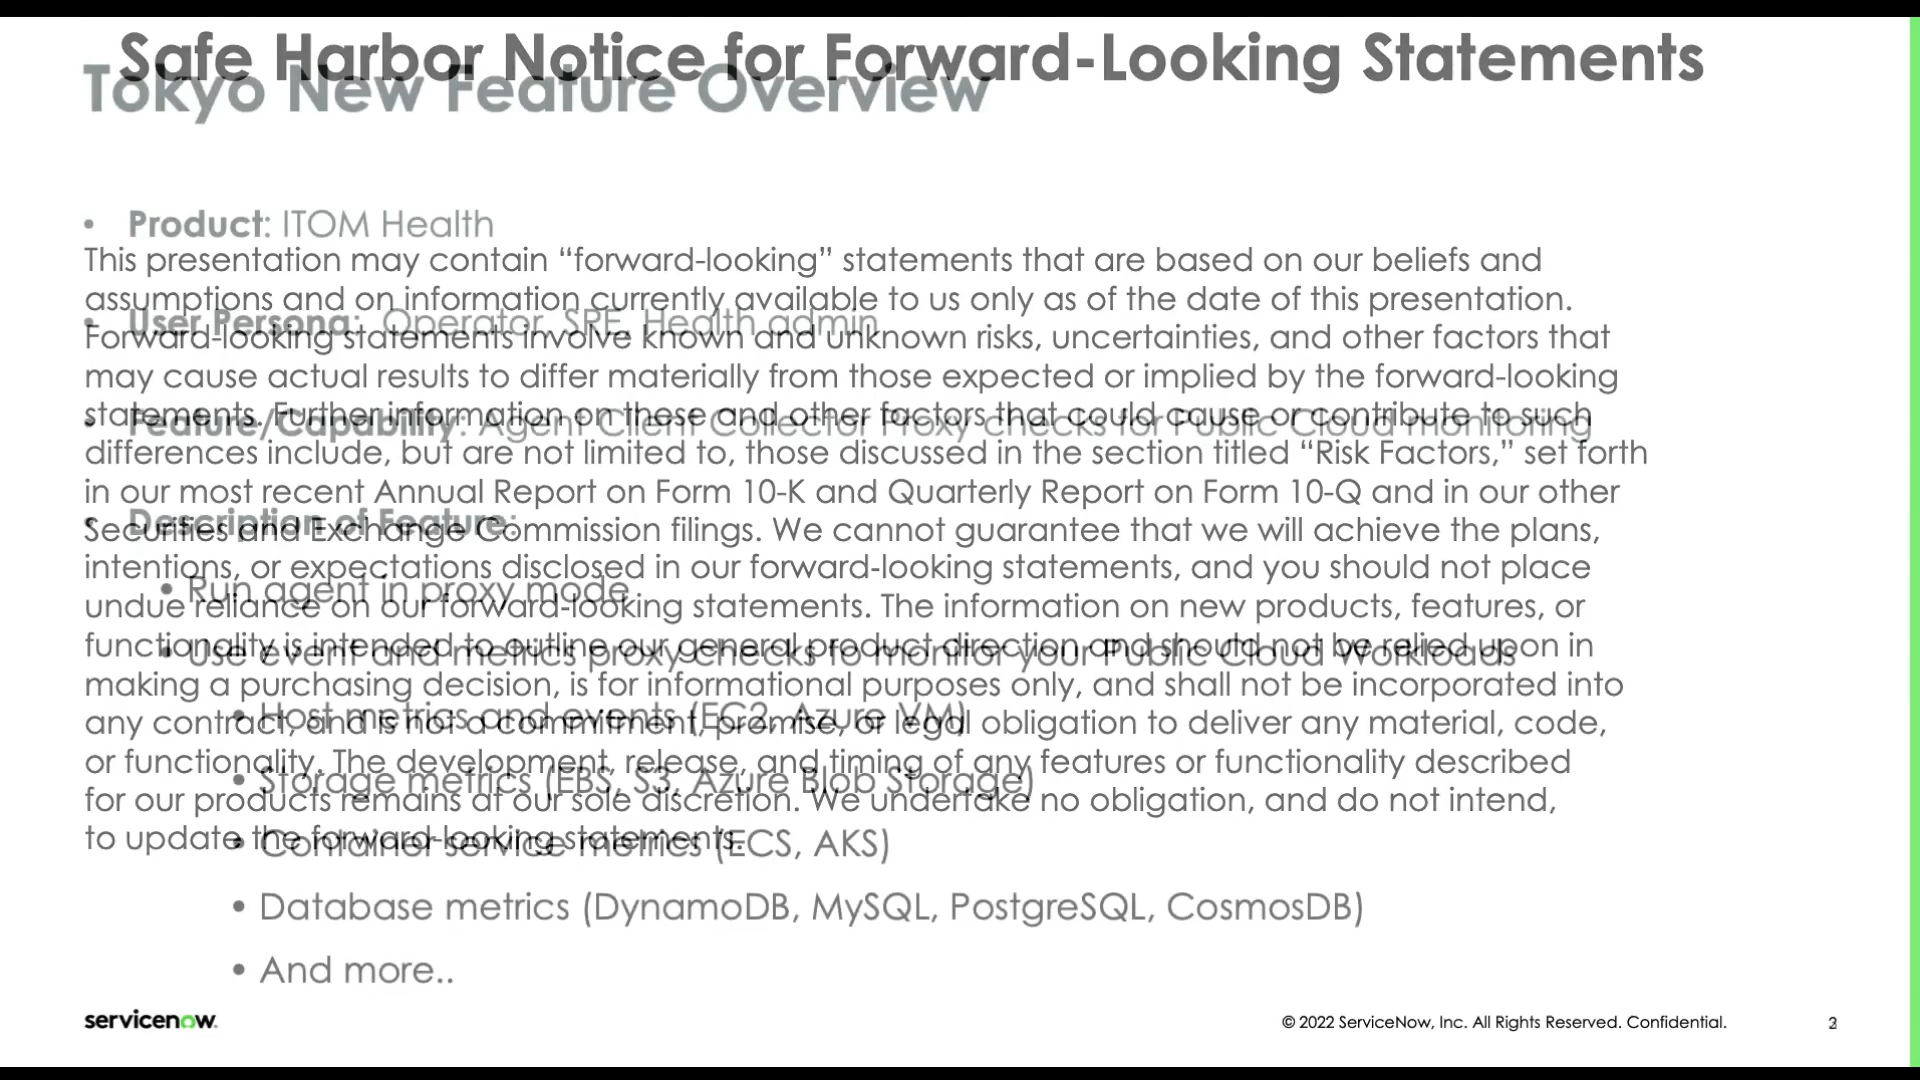 Safe Harbor Notice for Forward-Looking Statements
Tokyo New Feature Overview
• Product: ITOM Health
This presentation may contain “forward-looking” statements that are based on our beliefs and
assumptions and on information currently available to us only as of the date of this presentation.
• User Persona: Operator, SRE, Health admin
Forward-looking statements involve known and unknown risks, uncertainties, and other factors that
may cause actual results to differ materially from those expected or implied by the forward-looking
statements. Further information on these and other factors that could cause or contribute to such
• Feature/Capability: Agent Client Collector Proxy checks for Public Cloud monitoring
differences include, but are not limited to, those discussed in the section titled “Risk Factors,” set forth
in our most recent Annual Report on Form 10-K and Quarterly Report on Form 10-Q and in our other
• Description of Feature:
Securities and Exchange Commission filings. We cannot guarantee that we will achieve the plans,
intentions, or expectations disclosed in our forward-looking statements, and you should not place
• Run agent in proxy mode
undue reliance on our forward-looking statements. The information on new products, features, or
functionality is intended to outline our general product direction and should not be relied upon in
• Use event and metrics proxy checks to monitor your Public Cloud Workloads
making a purchasing decision, is for informational purposes only, and shall not be incorporated into
• Host metrics and events (EC2, Azure VM)
any contract, and is not a commitment, promise, or legal obligation to deliver any material, code,
or functionality. The development, release, and timing of any features or functionality described
• Storage metrics (EBS, S3, Azure Blob Storage)
for our products remains at our sole discretion. We undertake no obligation, and do not intend,
to update the forward-looking statements.
• Container service metrics (ECS, AKS)
• Database metrics (DynamoDB, MySQL, PostgreSQL, CosmosDB)
• And more..
servicenow.
© 2022 ServiceNow, Inc. All Rights Reserved. Confidential.